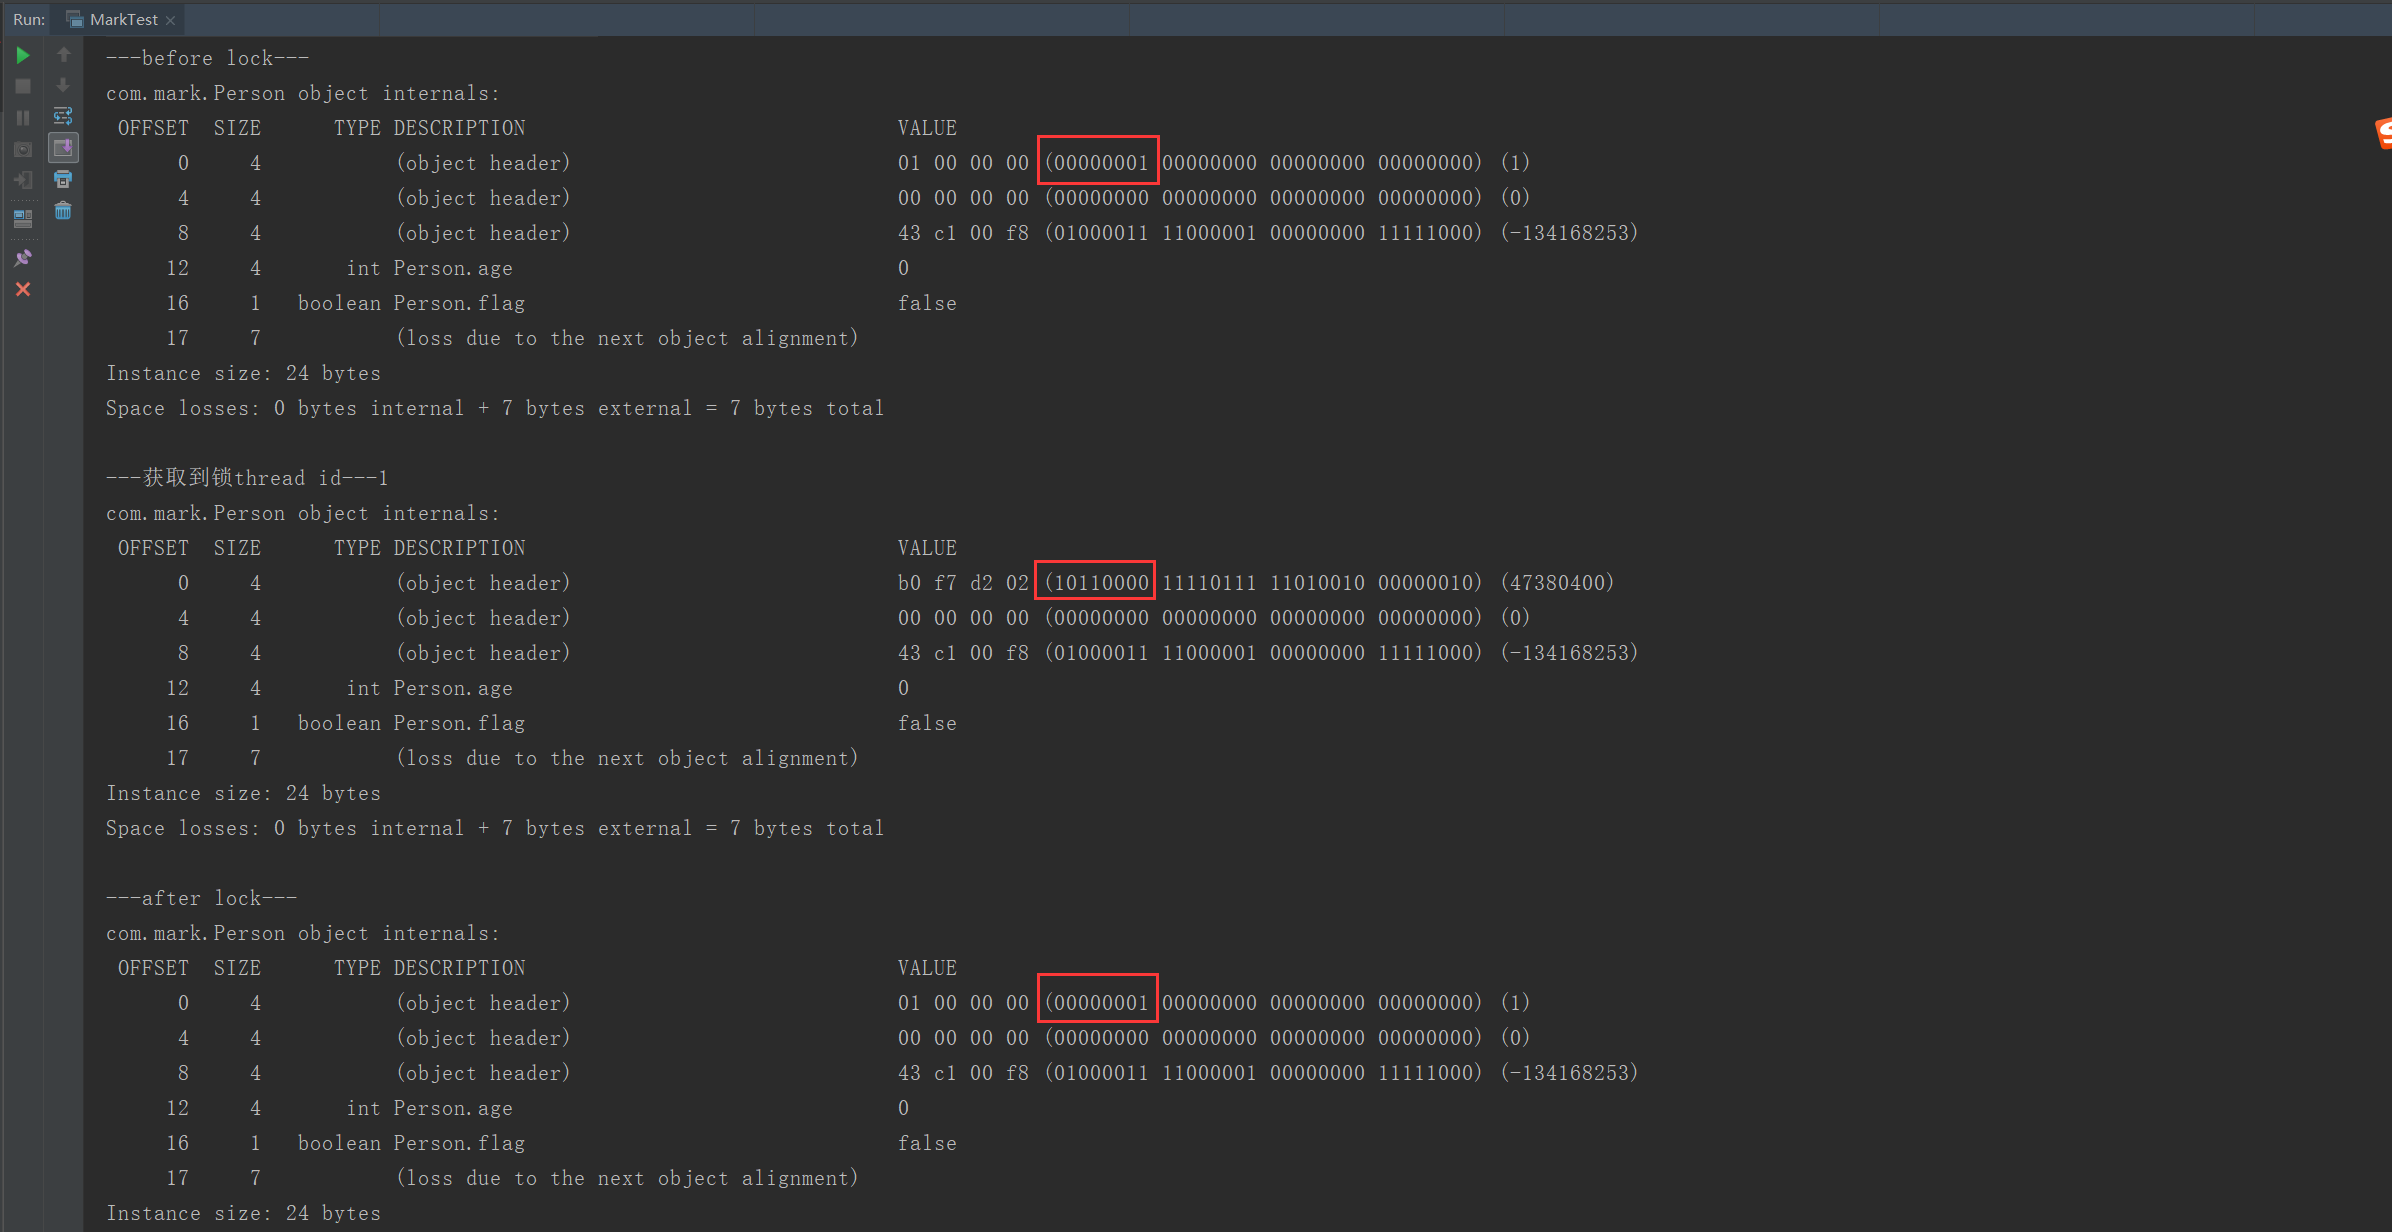 Run: MarkTest
---before lock---
com.mark.Person object internals:
OFFSET SIZE TYPE DESCRIPTION VALUE
0 4 (object header) 01 00 00 00 (00000001 00000000 00000000 00000000) (1)
4 4 (object header) 00 00 00 00 (00000000 00000000 00000000 00000000) (0)
8 4 (object header) 43 c1 00 f8 (01000011 11000001 00000000 11111000) (-134168253)
12 4 int Person.age 0
16 1 boolean Person.flag false
17 7 (loss due to the next object alignment)
Instance size: 24 bytes
Space losses: 0 bytes internal + 7 bytes external = 7 bytes total
---获取到锁thread id---1
com.mark.Person object internals:
OFFSET SIZE TYPE DESCRIPTION VALUE
0 4 (object header) b0 f7 d2 02 (10110000 11110111 11010010 00000010) (47380400)
4 4 (object header) 00 00 00 00 (00000000 00000000 00000000 00000000) (0)
8 4 (object header) 43 c1 00 f8 (01000011 11000001 00000000 11111000) (-134168253)
12 4 int Person.age 0
16 1 boolean Person.flag false
17 7 (loss due to the next object alignment)
Instance size: 24 bytes
Space losses: 0 bytes internal + 7 bytes external = 7 bytes total
---after lock---
com.mark.Person object internals:
OFFSET SIZE TYPE DESCRIPTION VALUE
0 4 (object header) 01 00 00 00 (00000001 00000000 00000000 00000000) (1)
4 4 (object header) 00 00 00 00 (00000000 00000000 00000000 00000000) (0)
8 4 (object header) 43 c1 00 f8 (01000011 11000001 00000000 11111000) (-134168253)
12 4 int Person.age 0
16 1 boolean Person.flag false
17 7 (loss due to the next object alignment)
Instance size: 24 bytes